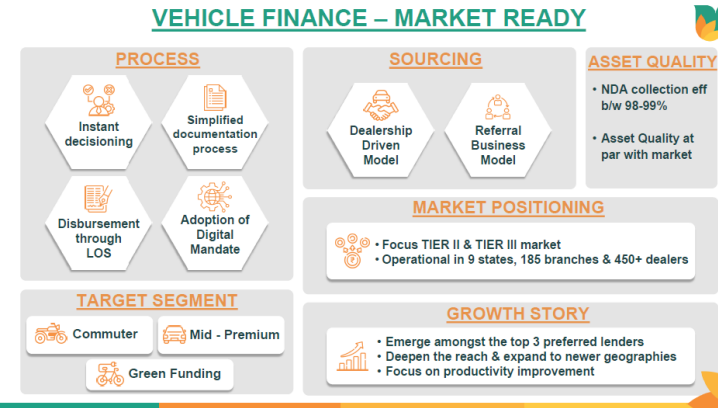 VEHICLE FINANCE – MARKET READY
PROCESS
Instant
decisioning
Simplified
documentation
process
Disbursement
through
LOS
Adoption of
Digital
Mandate
SOURCING
Dealership
Driven
Model
Referral
Business
Model
ASSET QUALITY
• NDA collection eff
b/w 98-99%
• Asset Quality at
par with market
MARKET POSITIONING
• Focus TIER II & TIER III market
• Operational in 9 states, 185 branches & 450+ dealers
TARGET SEGMENT
Commuter
Mid - Premium
Green Funding
GROWTH STORY
• Emerge amongst the top 3 preferred lenders
• Deepen the reach & expand to newer geographies
• Focus on productivity improvement